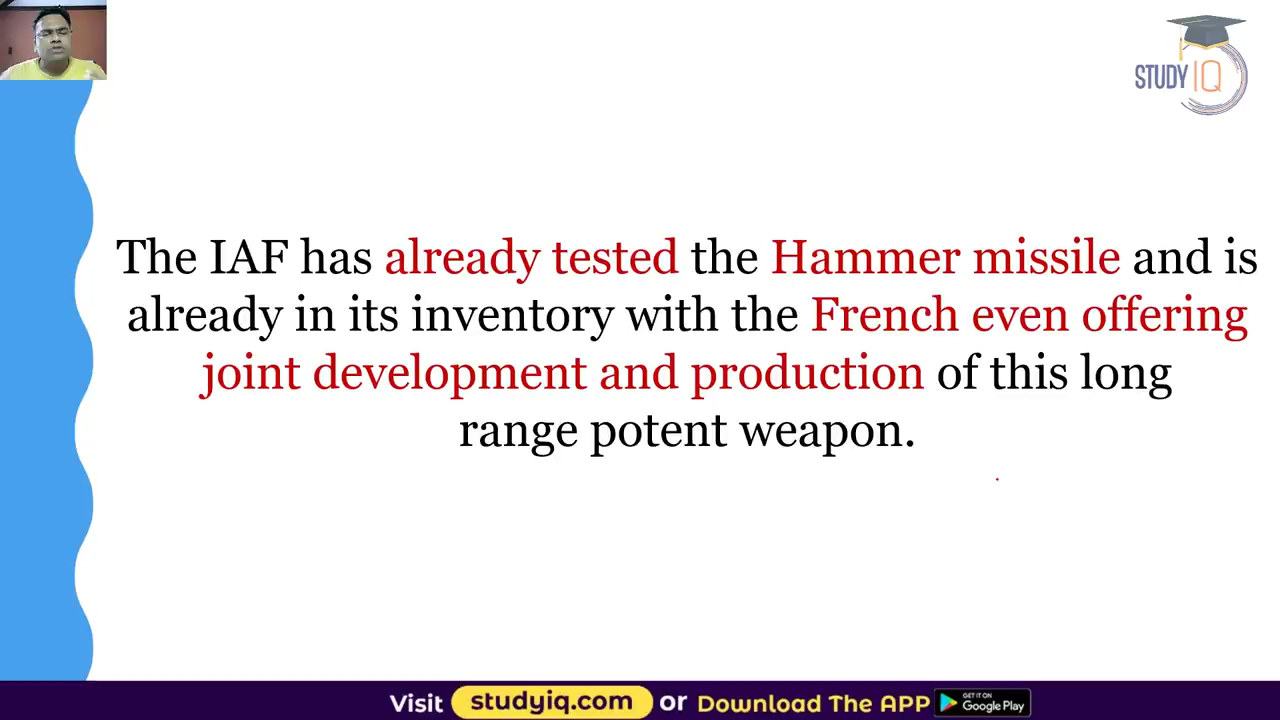 STUDY IQ
The IAF has already tested the Hammer missile and is
already in its inventory with the French even offering
joint development and production of this long
range potent weapon.
Visit studyiq.com or Download The APP GET IT ON Google Play